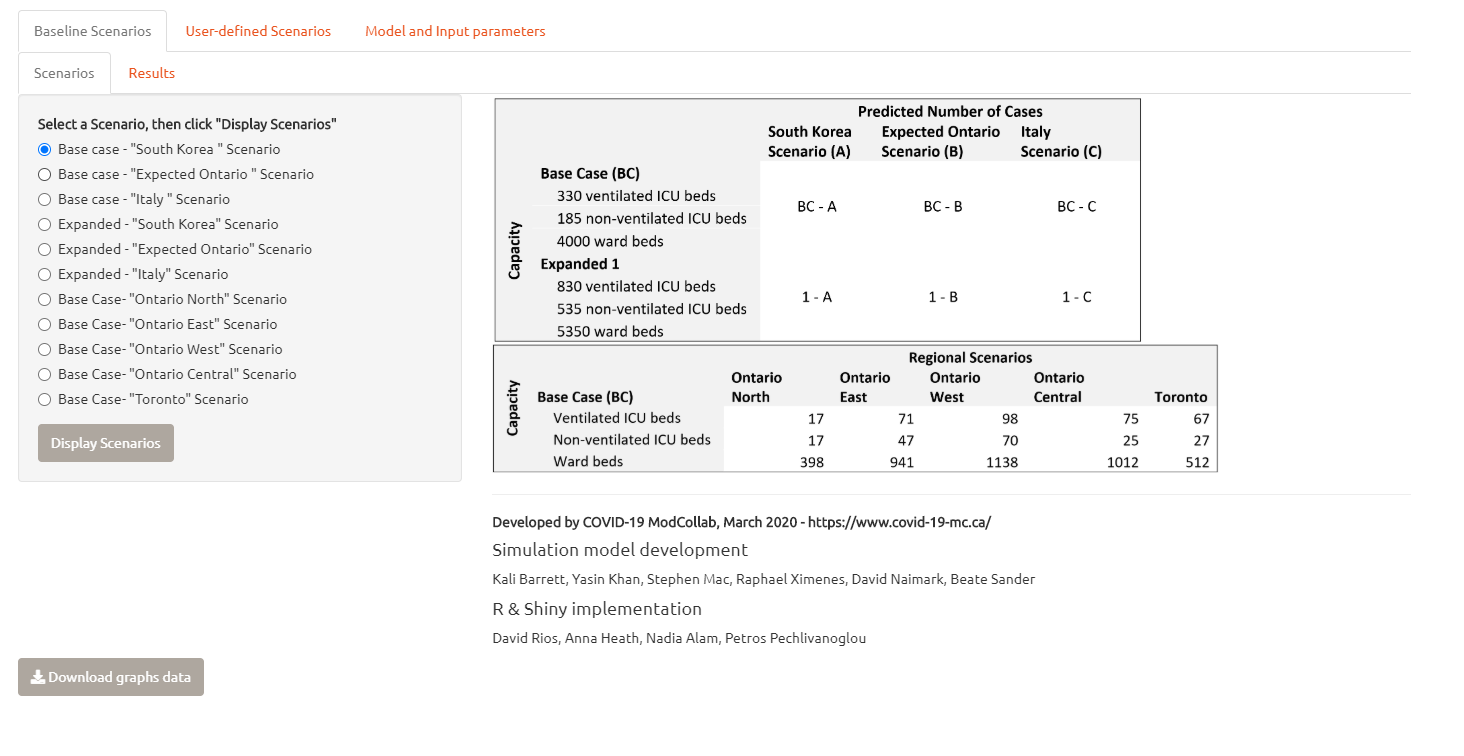 Baseline Scenarios User-defined Scenarios Model and Input parameters
Scenarios Results
Select a Scenario, then click "Display Scenarios"
Base case - "South Korea " Scenario
Base case - "Expected Ontario " Scenario
Base case - "Italy " Scenario
Expanded - "South Korea" Scenario
Expanded - "Expected Ontario" Scenario
Expanded - "Italy" Scenario
Base Case- "Ontario North" Scenario
Base Case- "Ontario East" Scenario
Base Case- "Ontario West" Scenario
Base Case- "Ontario Central" Scenario
Base Case- "Toronto" Scenario
Display Scenarios
Predicted Number of Cases
South Korea Expected Ontario Italy
Scenario (A) Scenario (B) Scenario (C)
Capacity
Base Case (BC)
330 ventilated ICU beds
185 non-ventilated ICU beds
4000 ward beds
BC - A BC - B BC - C
Expanded 1
830 ventilated ICU beds
535 non-ventilated ICU beds
5350 ward beds
1 - A 1 - B 1 - C
Regional Scenarios
Ontario Ontario Ontario Ontario
Capacity
Base Case (BC) North East West Central Toronto
Ventilated ICU beds 17 71 98 75 67
Non-ventilated ICU beds 17 47 70 25 27
Ward beds 398 941 1138 1012 512
Developed by COVID-19 ModCollab, March 2020 - https://www.covid-19-mc.ca/
Simulation model development
Kali Barrett, Yasin Khan, Stephen Mac, Raphael Ximenes, David Naimark, Beate Sander
R & Shiny implementation
David Rios, Anna Heath, Nadia Alam, Petros Pechlivanoglou
Download graphs data